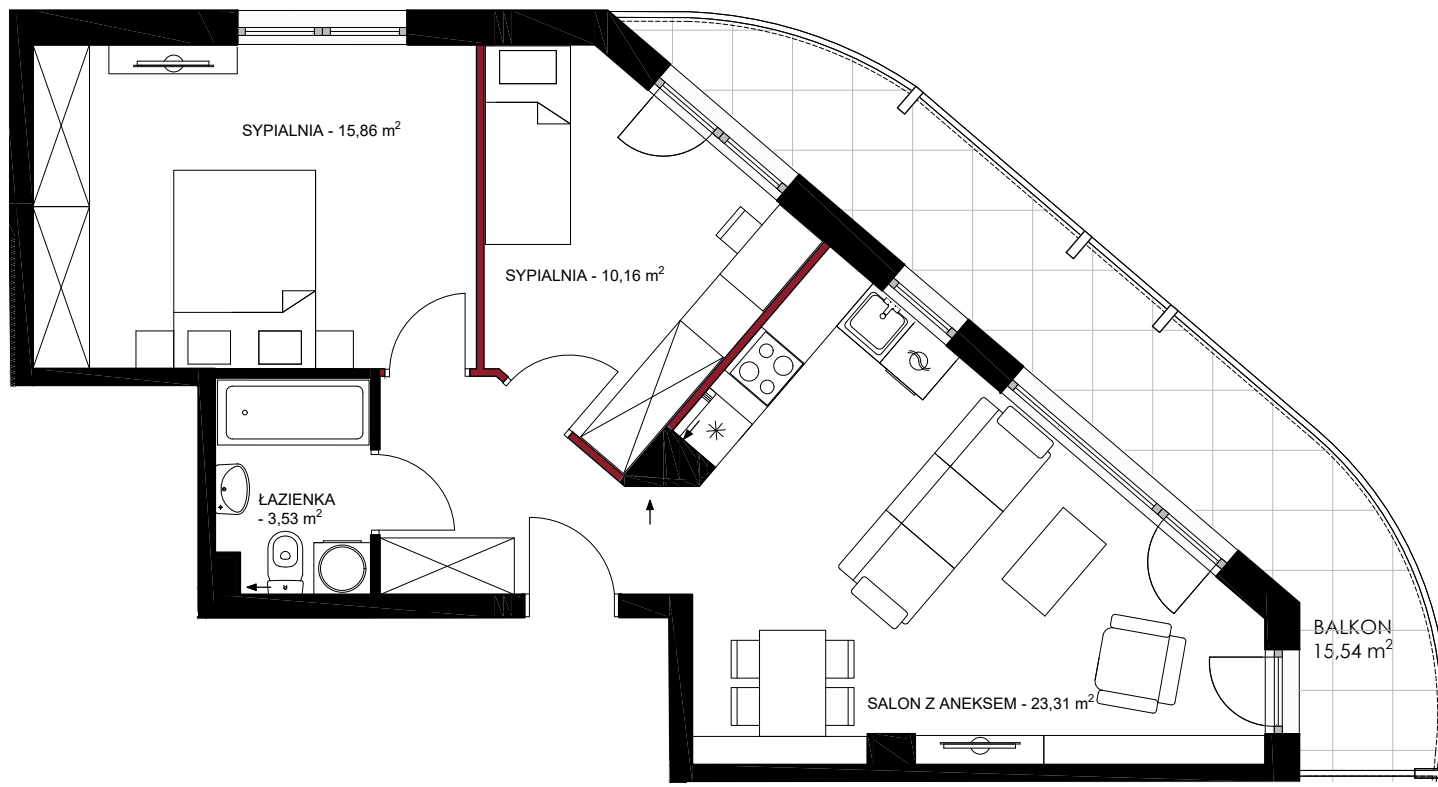 SYPIALNIA - 15,86 m²
SYPIALNIA - 10,16 m²
ŁAZIENKA
- 3,53 m²
BALKON
15,54 m²
SALON Z ANEKSEM - 23,31 m²